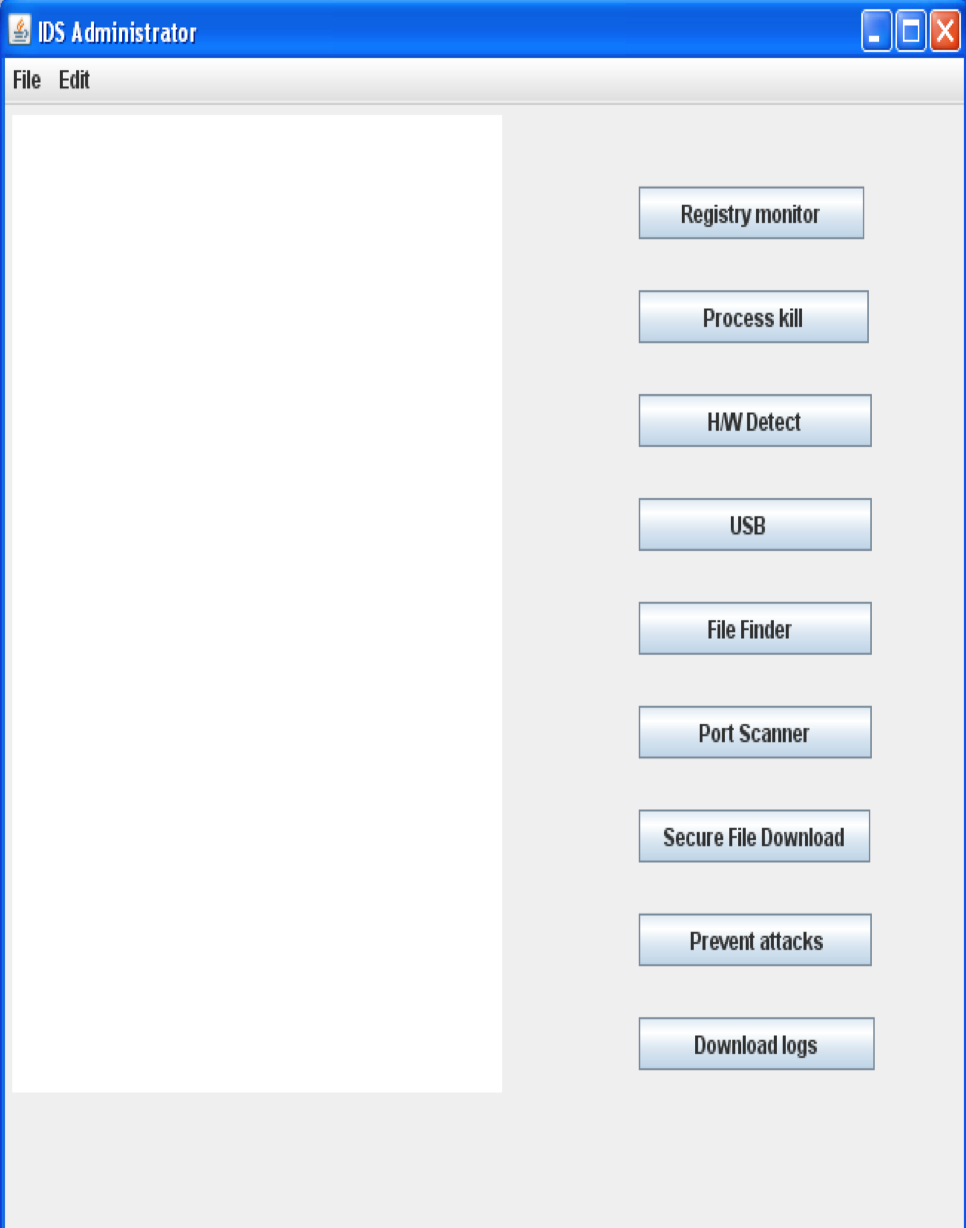 IDS Administrator
File Edit
Registry monitor
Process kill
H/W Detect
USB
File Finder
Port Scanner
Secure File Download
Prevent attacks
Download logs